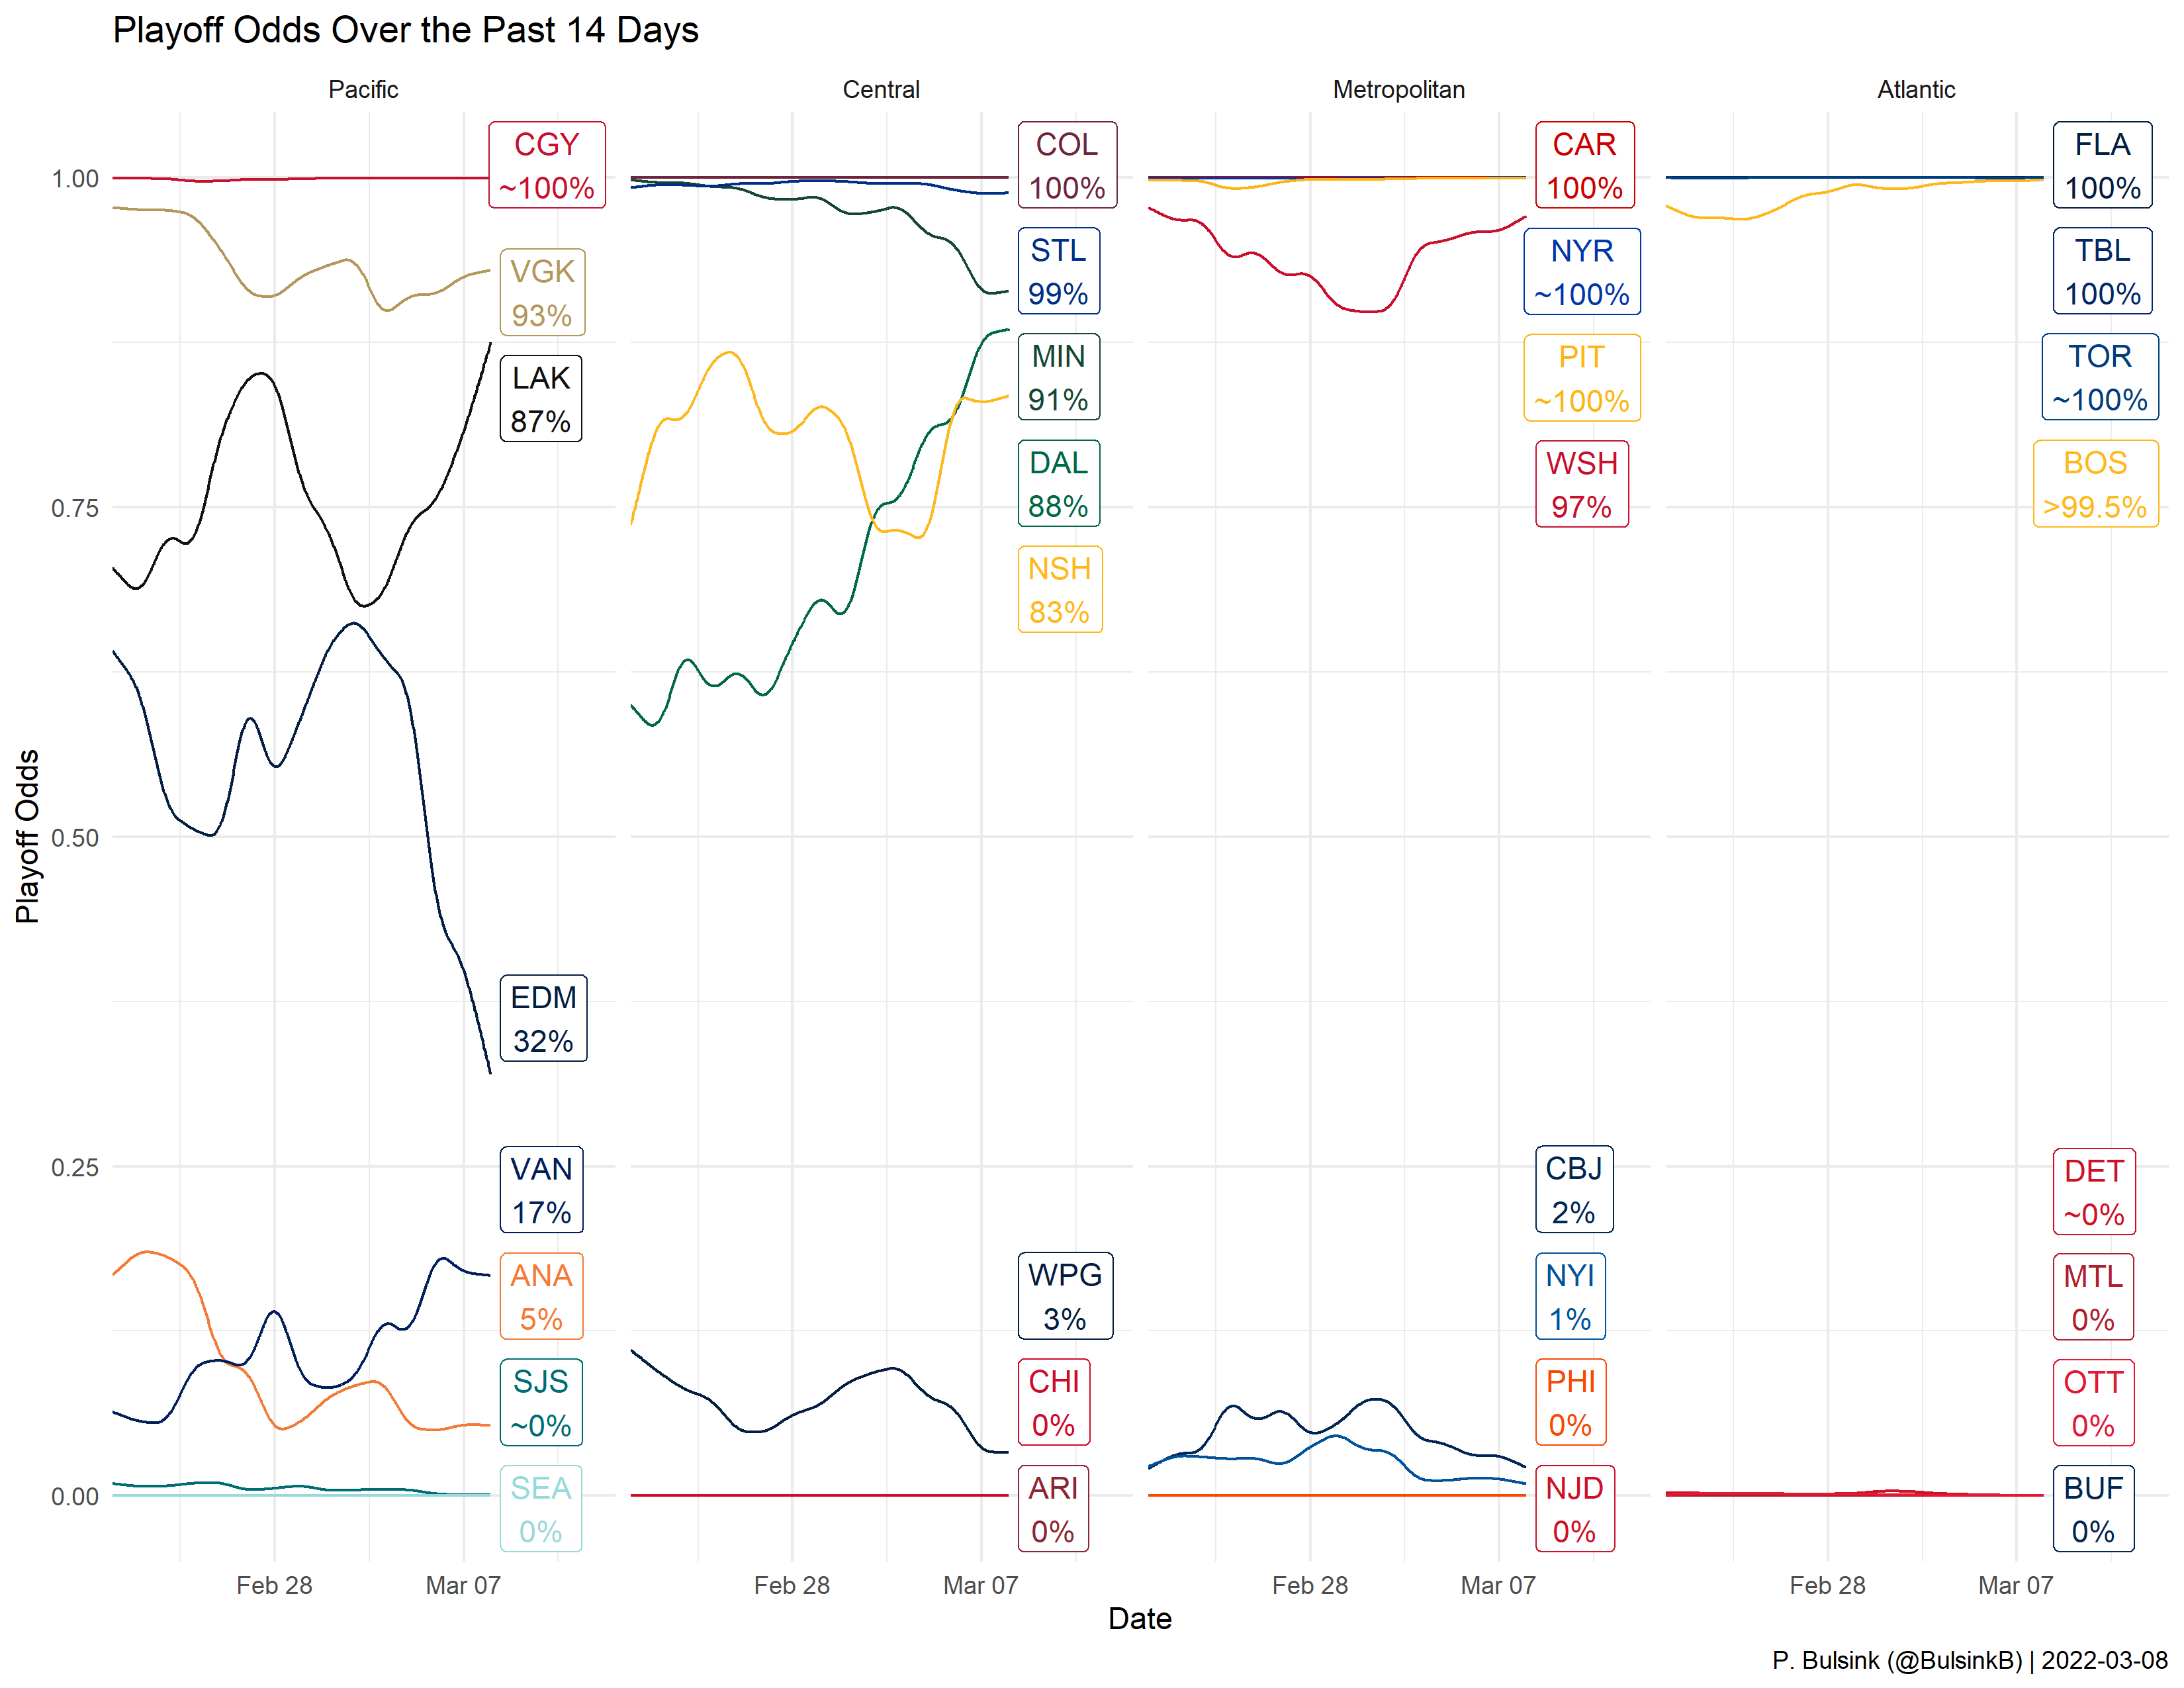 Playoff Odds Over the Past 14 Days
Pacific
Central
Metropolitan
Atlantic
Playoff Odds
1.00
0.75
0.50
0.25
0.00
CGY
~100%
VGK
93%
LAK
87%
EDM
32%
VAN
17%
ANA
5%
SJS
~0%
SEA
0%
COL
100%
STL
99%
MIN
91%
DAL
88%
NSH
83%
WPG
3%
CHI
0%
ARI
0%
CAR
100%
NYR
~100%
PIT
~100%
WSH
97%
CBJ
2%
NYI
1%
PHI
0%
NJD
0%
FLA
100%
TBL
100%
TOR
~100%
BOS
>99.5%
DET
~0%
MTL
0%
OTT
0%
BUF
0%
Feb 28
Mar 07
Feb 28
Mar 07
Feb 28
Mar 07
Feb 28
Mar 07
Date
P. Bulsink (@BulsinkB) | 2022-03-08